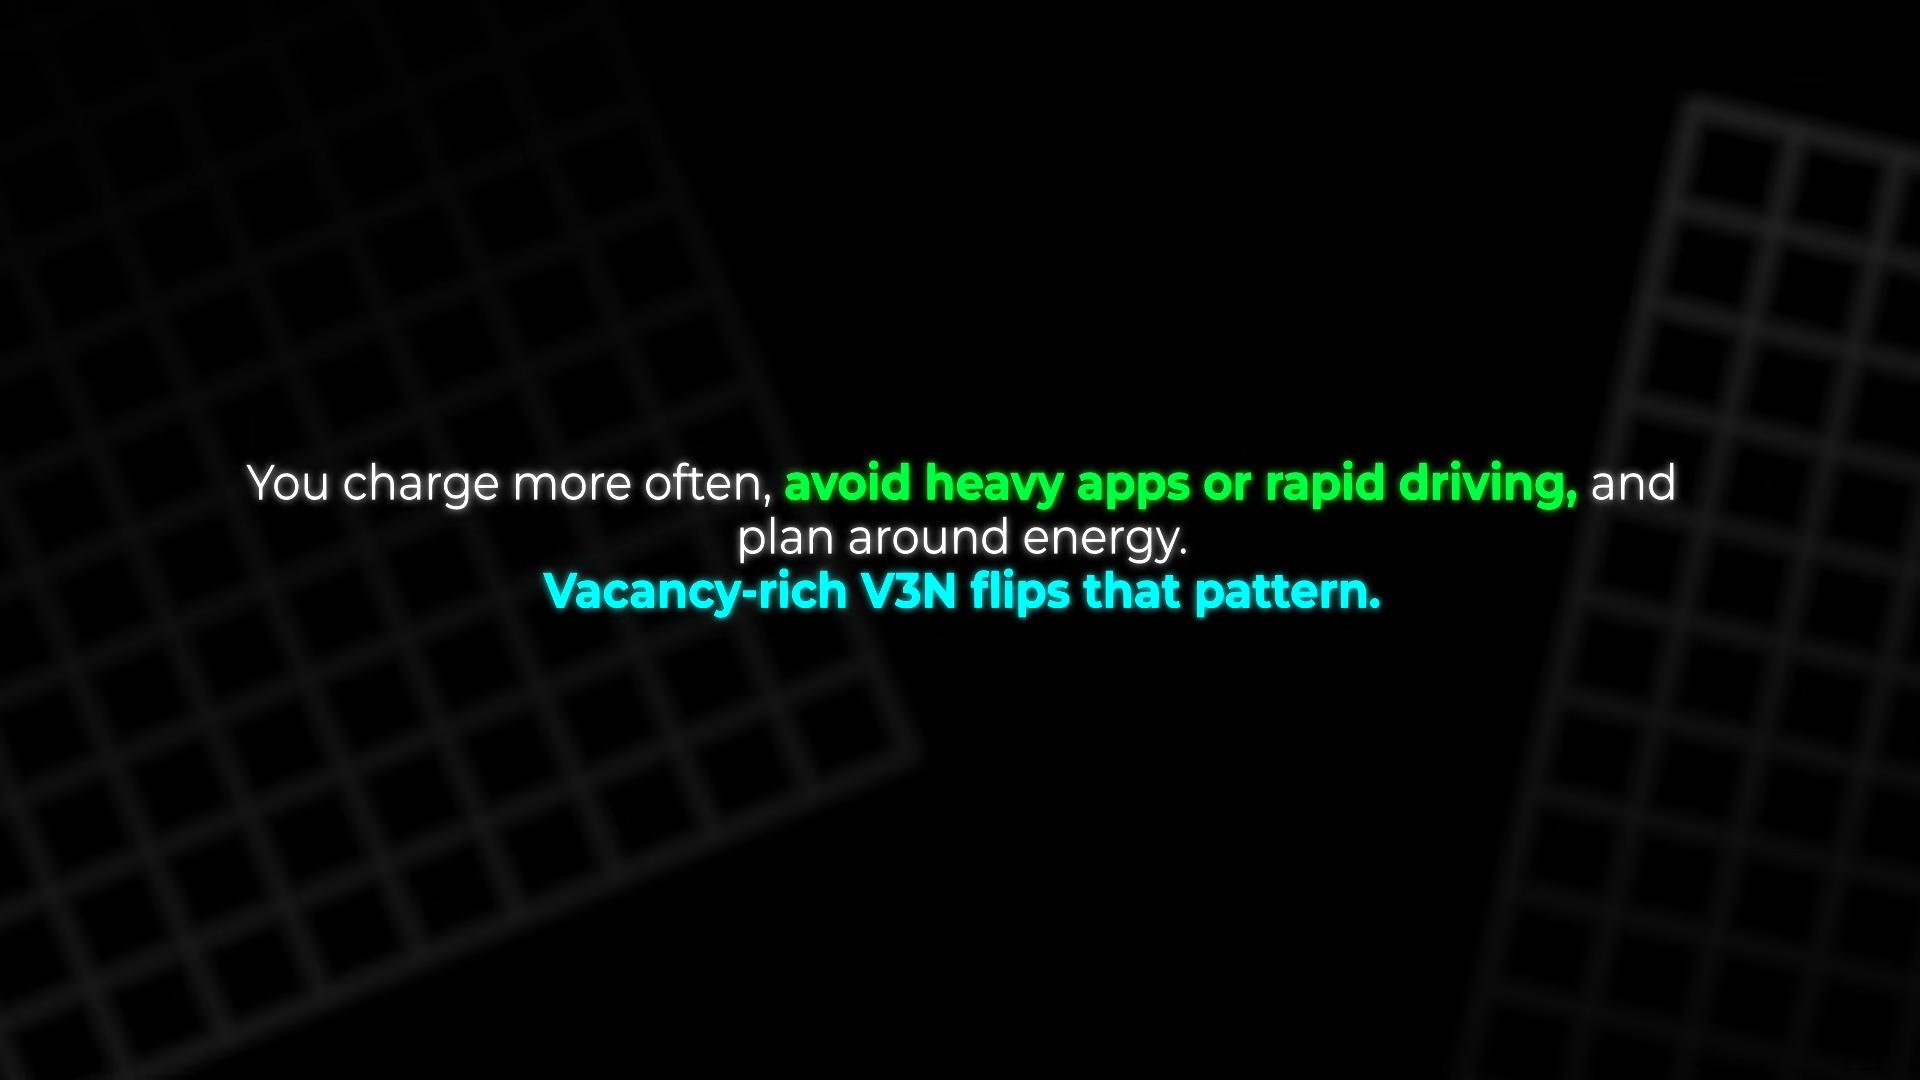 You charge more often, avoid heavy apps or rapid driving, and
plan around energy.
Vacancy-rich V3N flips that pattern.